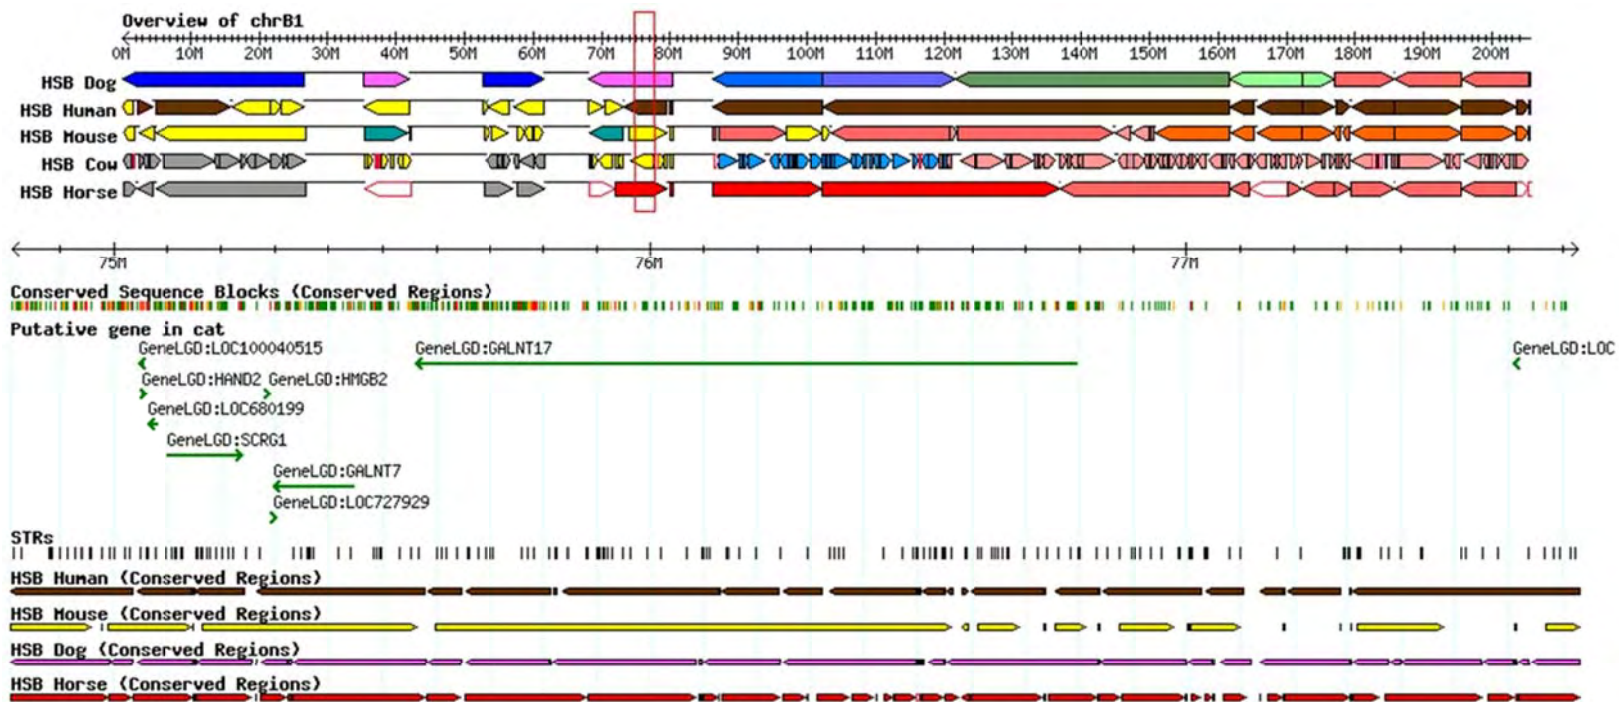 Overview of chrB1
0M 10M 20M 30M 40M 50M 60M 70M 80M 90M 100M 110M 120M 130M 140M 150M 160M 170M 180M 190M 200M
HSB Dog
HSB Human
HSB Mouse
HSB Cow
HSB Horse
75M 76M 77M
Conserved Sequence Blocks (Conserved Regions)
Putative gene in cat
GeneLGD:LOC100040515 GeneLGD:GALNT17 GeneLGD:LOC
GeneLGD:HAND2 GeneLGD:HMGB2
GeneLGD:LOC680199
GeneLGD:SCRG1
GeneLGD:GALNT7
GeneLGD:LOC727929
STRs
HSB Human (Conserved Regions)
HSB Mouse (Conserved Regions)
HSB Dog (Conserved Regions)
HSB Horse (Conserved Regions)